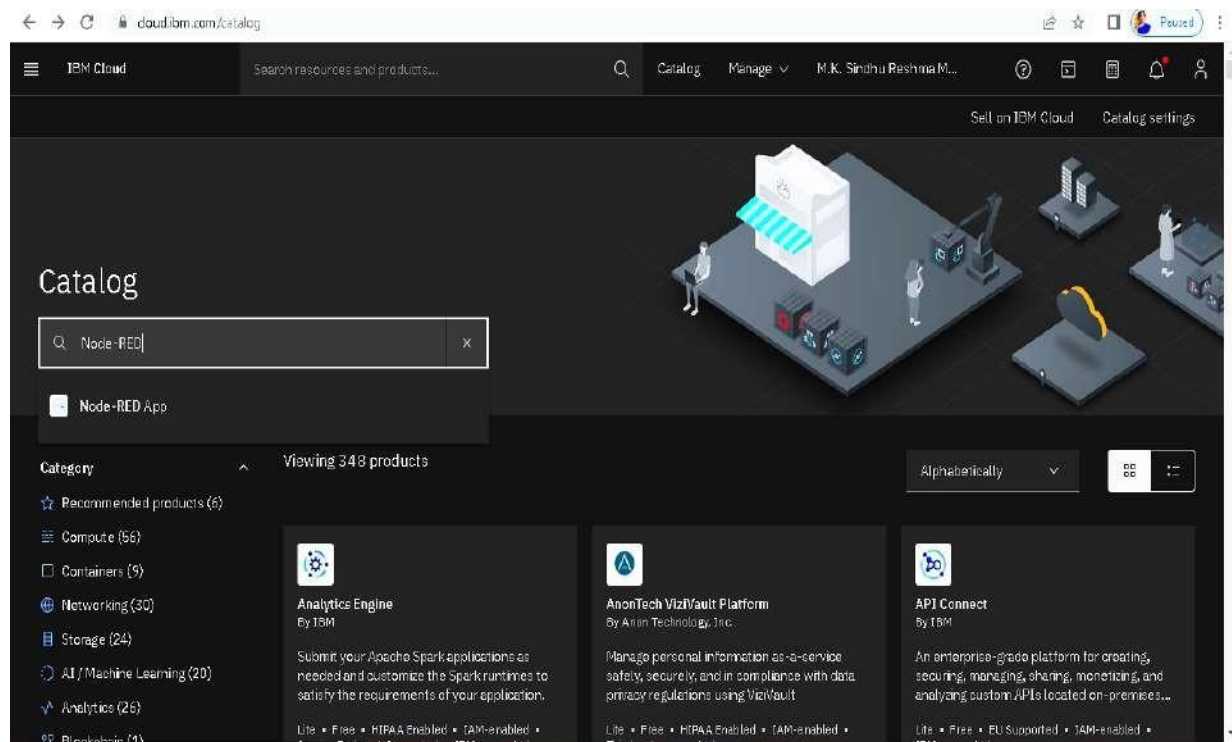 cloud.ibm.com/catalog
Paused
IBM Cloud
Search resources and products...
Catalog
Manage
M.K. Sindhu Reshma M...
Sell on IBM Cloud
Catalog settings
Catalog
Node-RED
Node-RED App
Category
Viewing 348 products
Alphabetically
Recommended products (6)
Compute (56)
Containers (9)
Networking (30)
Storage (24)
AI / Machine Learning (20)
Analytics (26)
Blockchain (1)
Analytics Engine
By IBM
Submit your Apache Spark applications as
needed and customize the Spark runtimes to
satisfy the requirements of your application.
Lite • Free • HIPAA Enabled • IAM-enabled •
AnonTech ViziVault Platform
By Anon Technology, Inc.
Manage personal information as-a-service
safely, securely, and in compliance with data
privacy regulations using ViziVault
Lite • Free • HIPAA Enabled • IAM-enabled •
API Connect
By IBM
An enterprise-grade platform for creating,
securing, managing, sharing, monetizing, and
analyzing custom APIs located on-premises...
Lite • Free • EU Supported • IAM-enabled •